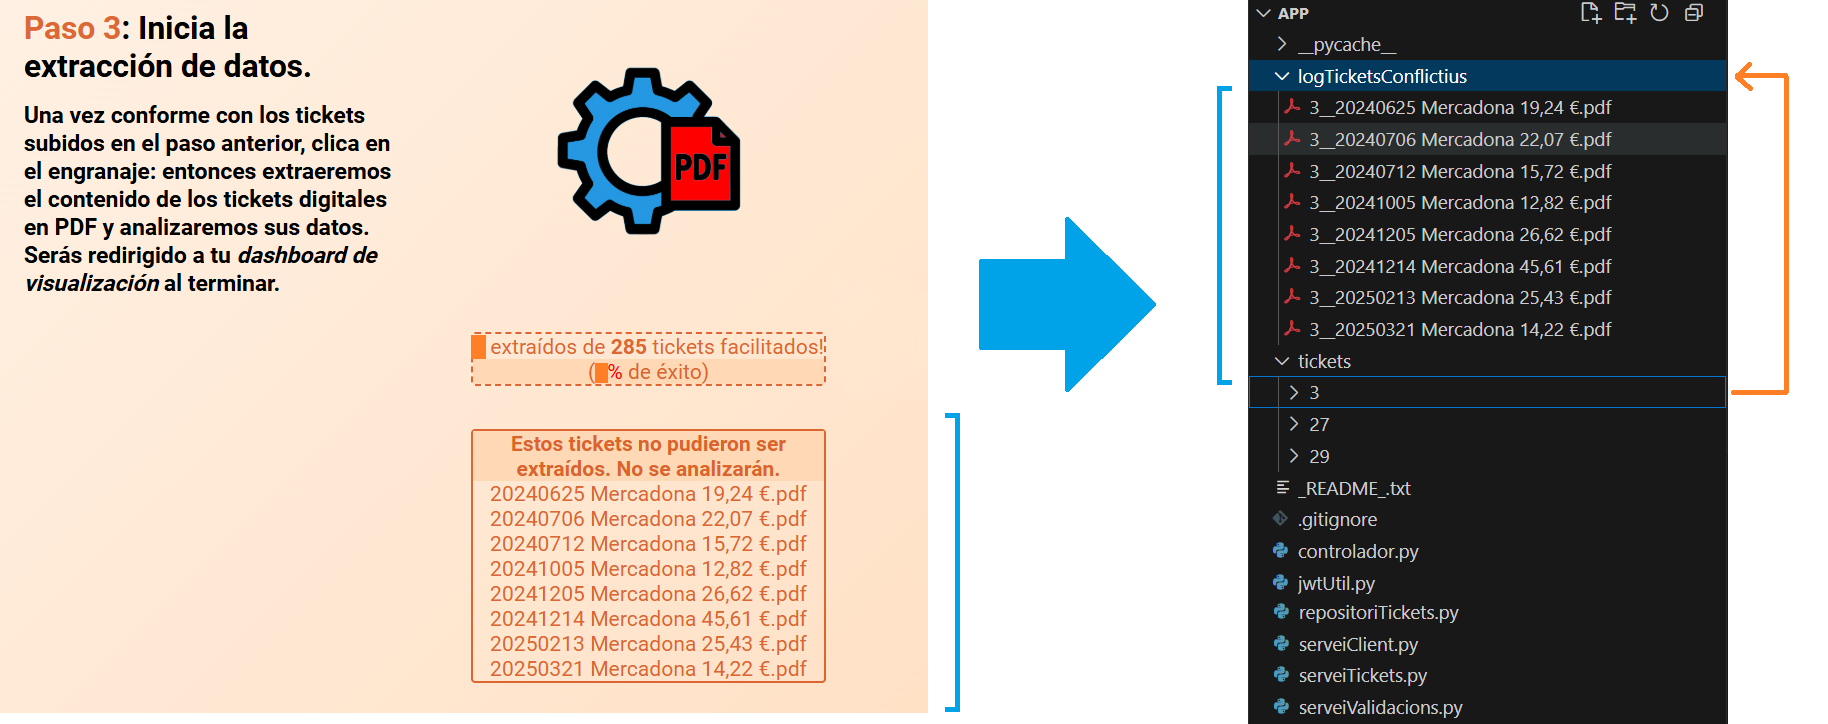 Paso 3: Inicia la
extracción de datos.
Una vez conforme con los tickets
subidos en el paso anterior, clica en
el engranaje: entonces extraeremos
el contenido de los tickets digitales
en PDF y analizaremos sus datos.
Serás redirigido a tu dashboard de
visualización al terminar.
PDF
extraídos de 285 tickets facilitados!
(% de éxito)
Estos tickets no pudieron ser
extraídos. No se analizarán.
20240625 Mercadona 19,24 €.pdf
20240706 Mercadona 22,07 €.pdf
20240712 Mercadona 15,72 €.pdf
20241005 Mercadona 12,82 €.pdf
20241205 Mercadona 26,62 €.pdf
20241214 Mercadona 45,61 €.pdf
20250213 Mercadona 25,43 €.pdf
20250321 Mercadona 14,22 €.pdf
APP
__pycache__
logTicketsConflictius
3__20240625 Mercadona 19,24 €.pdf
3__20240706 Mercadona 22,07 €.pdf
3__20240712 Mercadona 15,72 €.pdf
3__20241005 Mercadona 12,82 €.pdf
3__20241205 Mercadona 26,62 €.pdf
3__20241214 Mercadona 45,61 €.pdf
3__20250213 Mercadona 25,43 €.pdf
3__20250321 Mercadona 14,22 €.pdf
tickets
3
27
29
_README_.txt
.gitignore
controlador.py
jwtUtil.py
repositoriTickets.py
serveiClient.py
serveiTickets.py
serveiValidacions.py